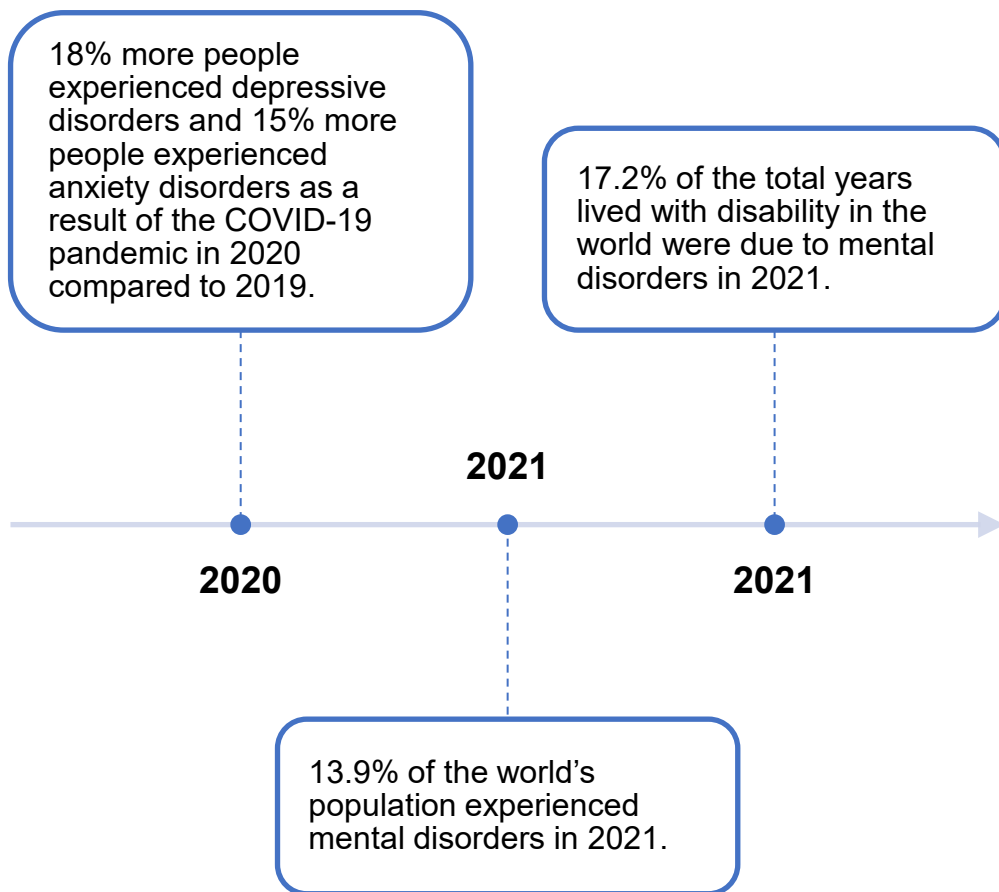 18% more people
experienced depressive
disorders and 15% more
people experienced
anxiety disorders as a
result of the COVID-19
pandemic in 2020
compared to 2019.
17.2% of the total years
lived with disability in the
world were due to mental
disorders in 2021.
2021
2020
2021
13.9% of the world’s
population experienced
mental disorders in 2021.